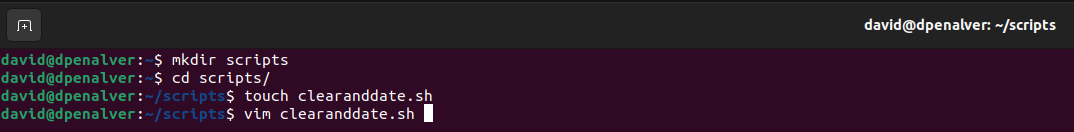 david@dpenalver: ~/scripts
david@dpenalver:~$ mkdir scripts
david@dpenalver:~$ cd scripts/
david@dpenalver:~/scripts$ touch clearanddate.sh
david@dpenalver:~/scripts$ vim clearanddate.sh